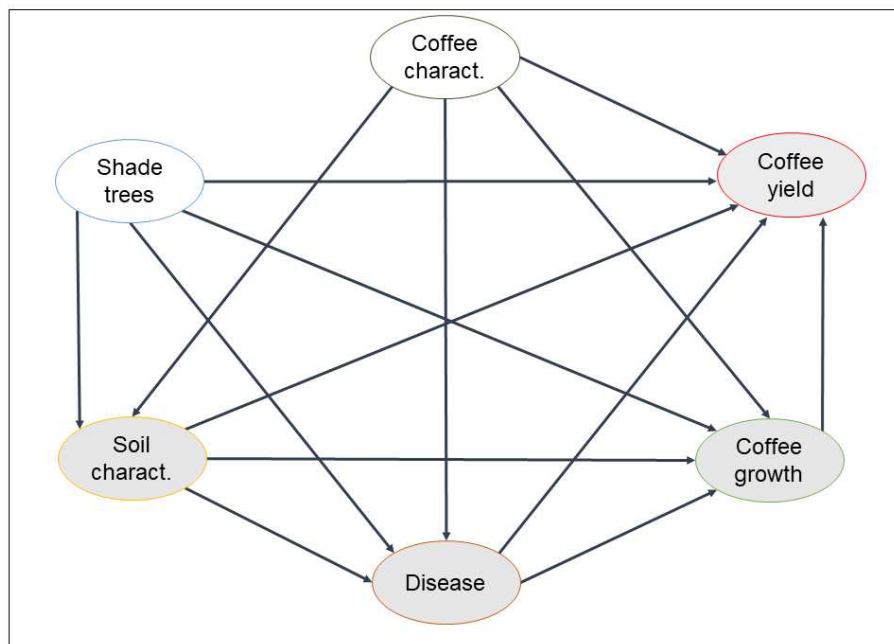 Coffee
charact.
Shade
trees
Coffee
yield
Soil
charact.
Coffee
growth
Disease